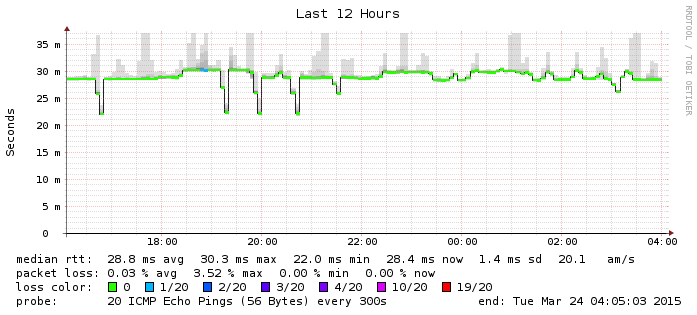 Last 12 Hours
RRDTOOL / TOBI OETIKER
Seconds
35 m
30 m
25 m
20 m
15 m
10 m
5 m
0
18:00 20:00 22:00 00:00 02:00 04:00
median rtt: 28.8 ms avg 30.3 ms max 22.0 ms min 28.4 ms now 1.4 ms sd 20.1 am/s
packet loss: 0.03 % avg 3.52 % max 0.00 % min 0.00 % now
loss color: 0 1/20 2/20 3/20 4/20 10/20 19/20
probe: 20 ICMP Echo Pings (56 Bytes) every 300s end: Tue Mar 24 04:05:03 2015